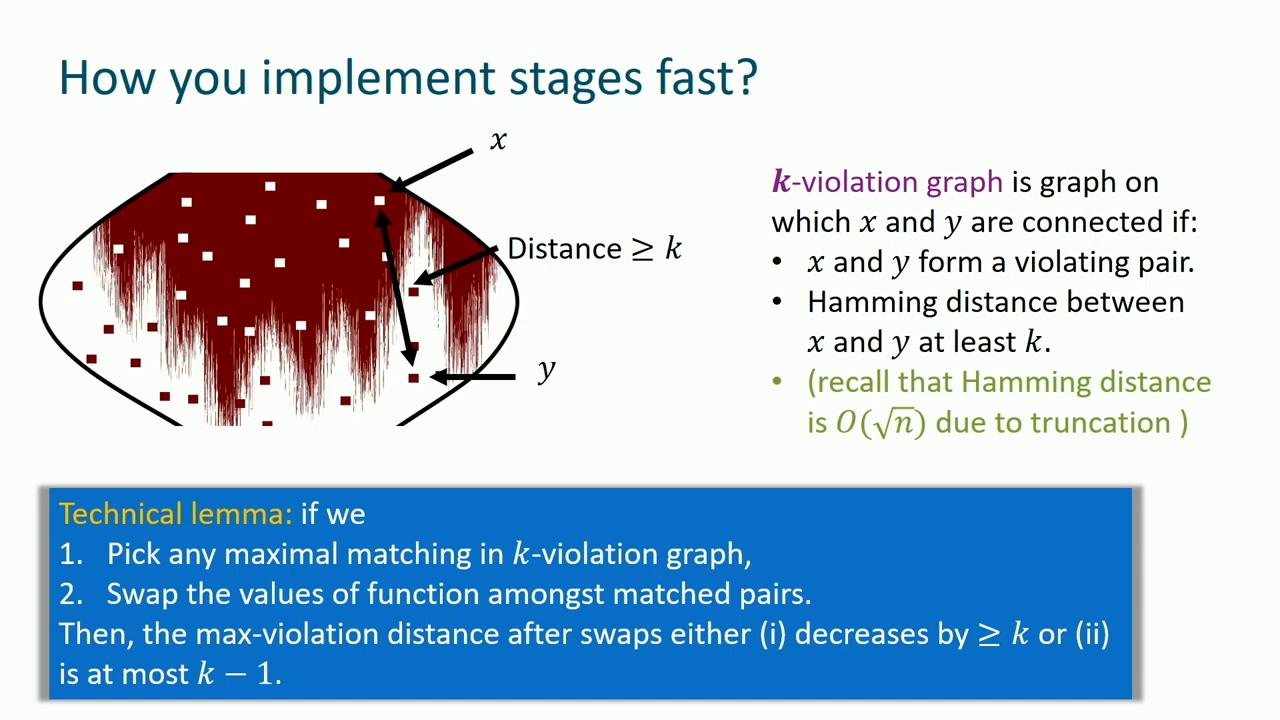 How you implement stages fast?
x
Distance ≥ k
y
k-violation graph is graph on
which x and y are connected if:
• x and y form a violating pair.
• Hamming distance between
x and y at least k.
• (recall that Hamming distance
is O(√n) due to truncation )
Technical lemma: if we
1. Pick any maximal matching in k-violation graph,
2. Swap the values of function amongst matched pairs.
Then, the max-violation distance after swaps either (i) decreases by ≥ k or (ii)
is at most k − 1.